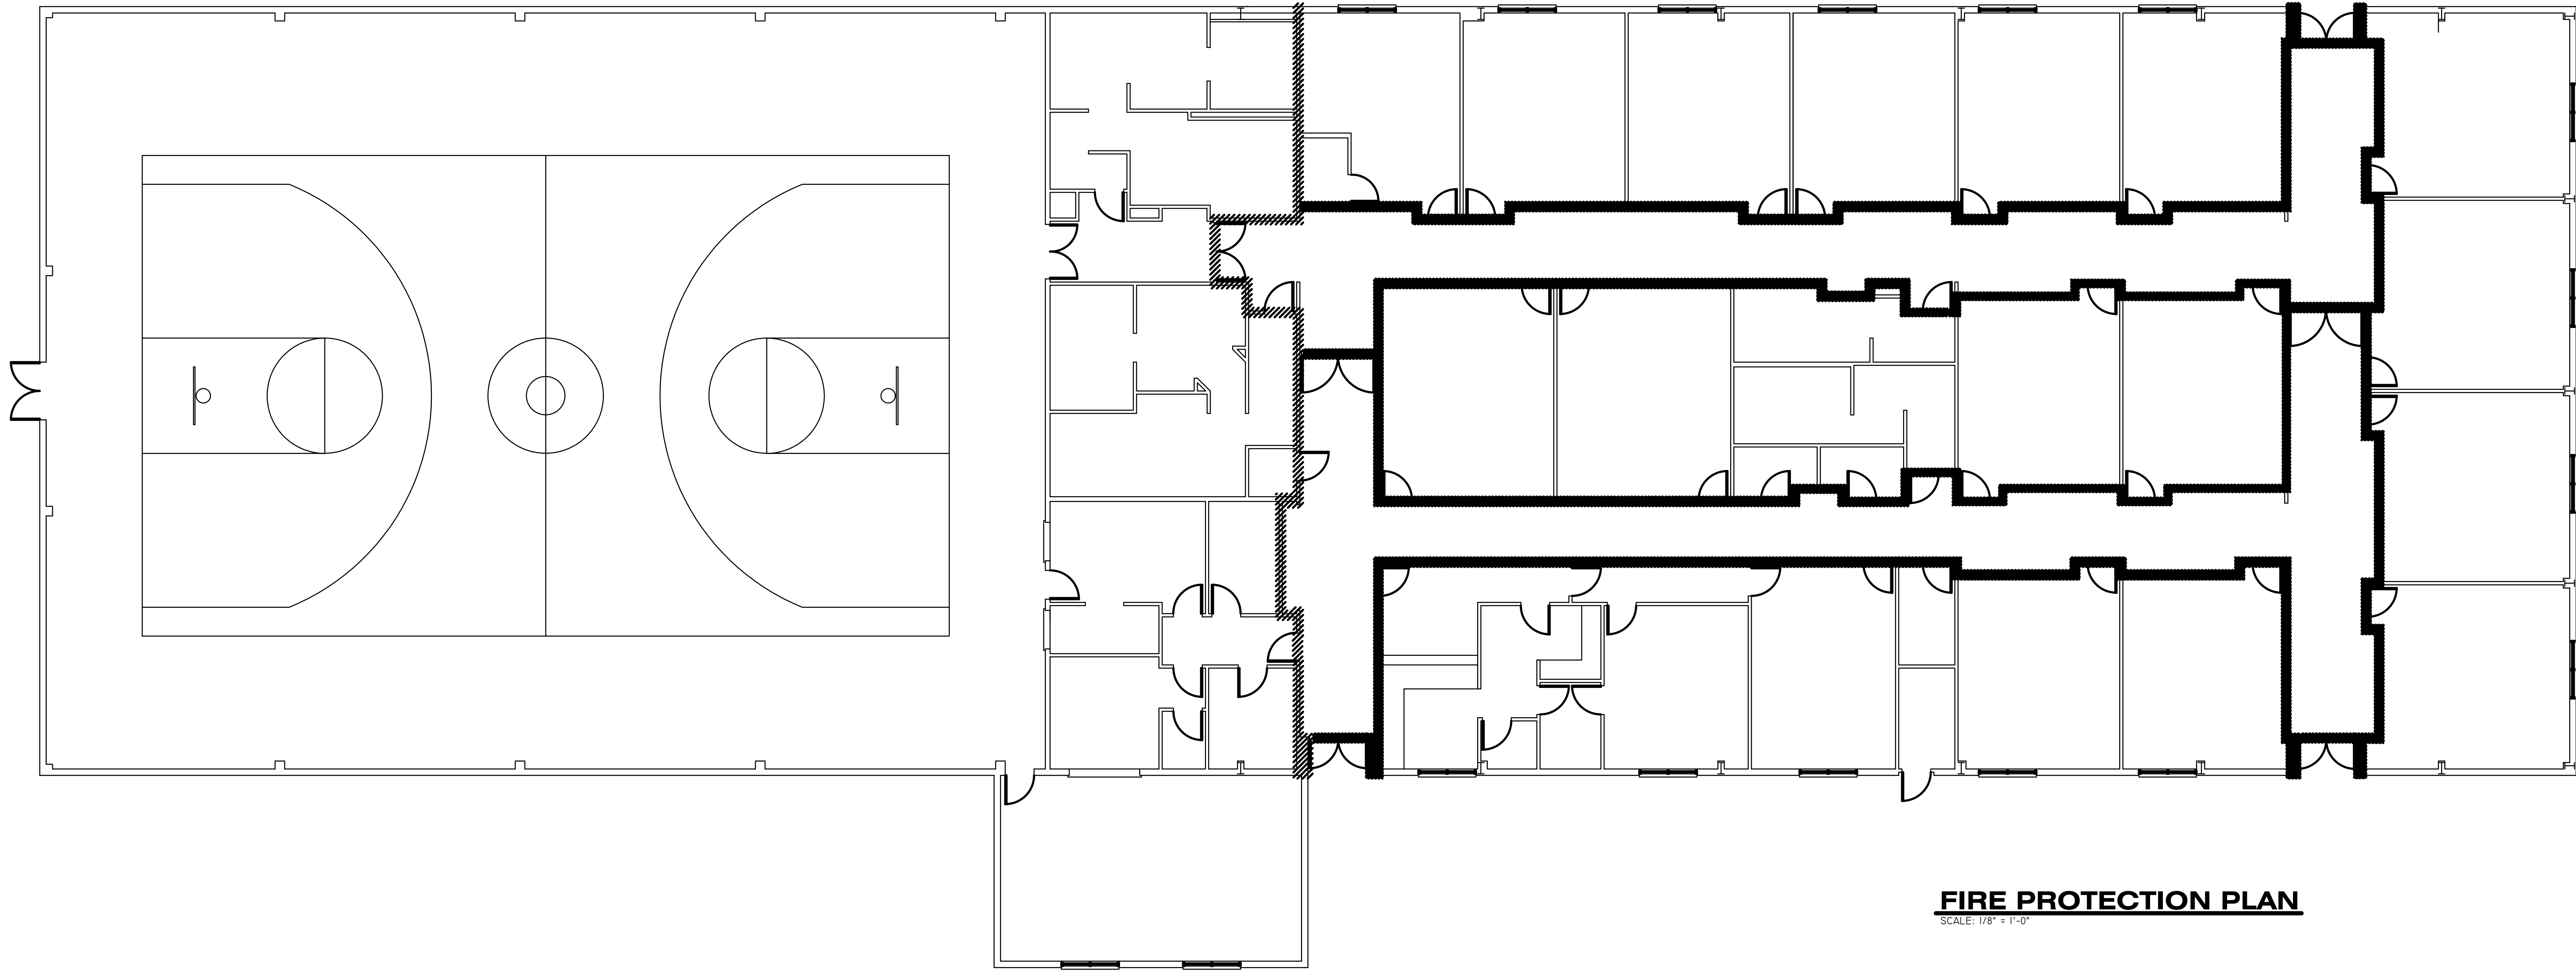 FIRE PROTECTION PLAN
SCALE: 1/8" = 1'-0"